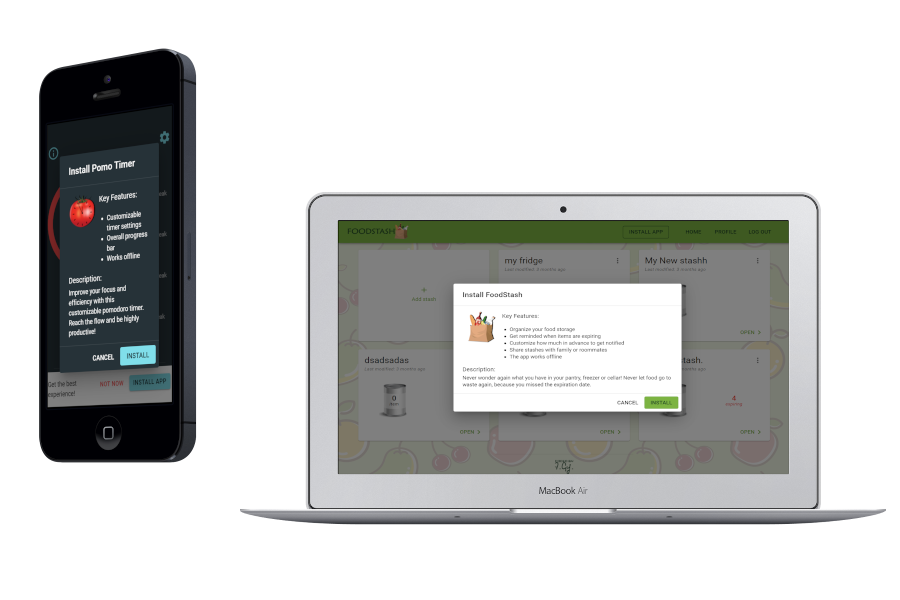 Install Pomo Timer
Key Features:
Customizable
timer settings
Overall progress
bar
Works offline
Description:
Improve your focus and
efficiency with this
customizable pomodoro timer.
Reach the flow and be highly
productive!
CANCEL INSTALL
Get the best
experience!
NOT NOW INSTALL APP
FOODSTASH INSTALL APP HOME PROFILE LOG OUT
Add stash
my fridge
Last modified: 3 months ago
My New stashh
Last modified: 3 months ago
OPEN
Install FoodStash
Key Features:
Organize your food storage
Get reminded when items are expiring
Customize how much in advance to get notified
Share stashes with family or roommates
The app works offline
Description:
Never wonder again what you have in your pantry, freezer or cellar! Never let food go to
waste again, because you missed the expiration date.
CANCEL INSTALL
dsadsadas
Last modified: 3 months ago
0
OPEN
OPEN
stash.
months ago
4
expiring
OPEN
MacBook Air